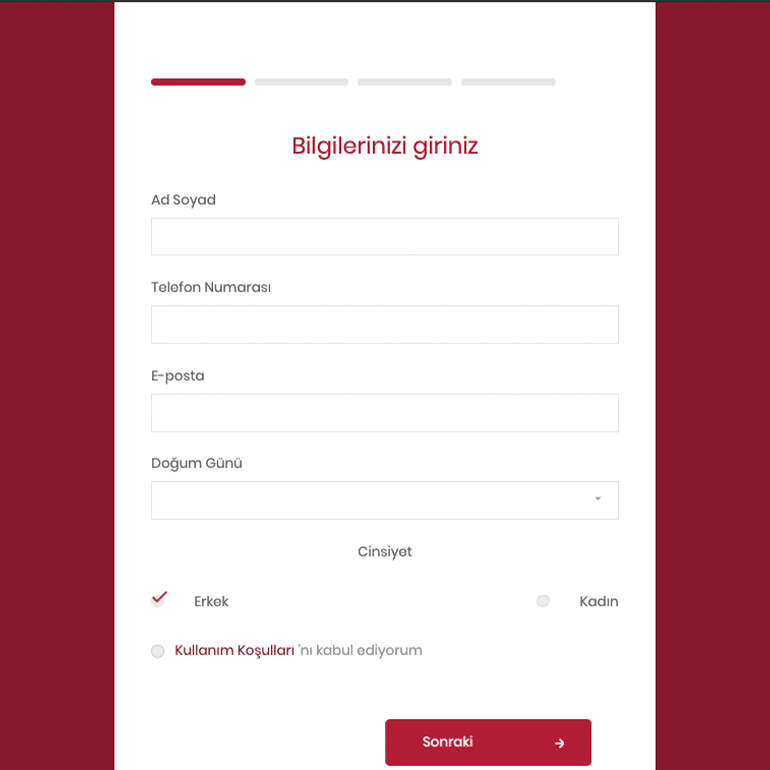 Bilgilerinizi giriniz
Ad Soyad
Telefon Numarası
E-posta
Doğum Günü
Cinsiyet
Erkek Kadın
Kullanım Koşulları 'nı kabul ediyorum
Sonraki